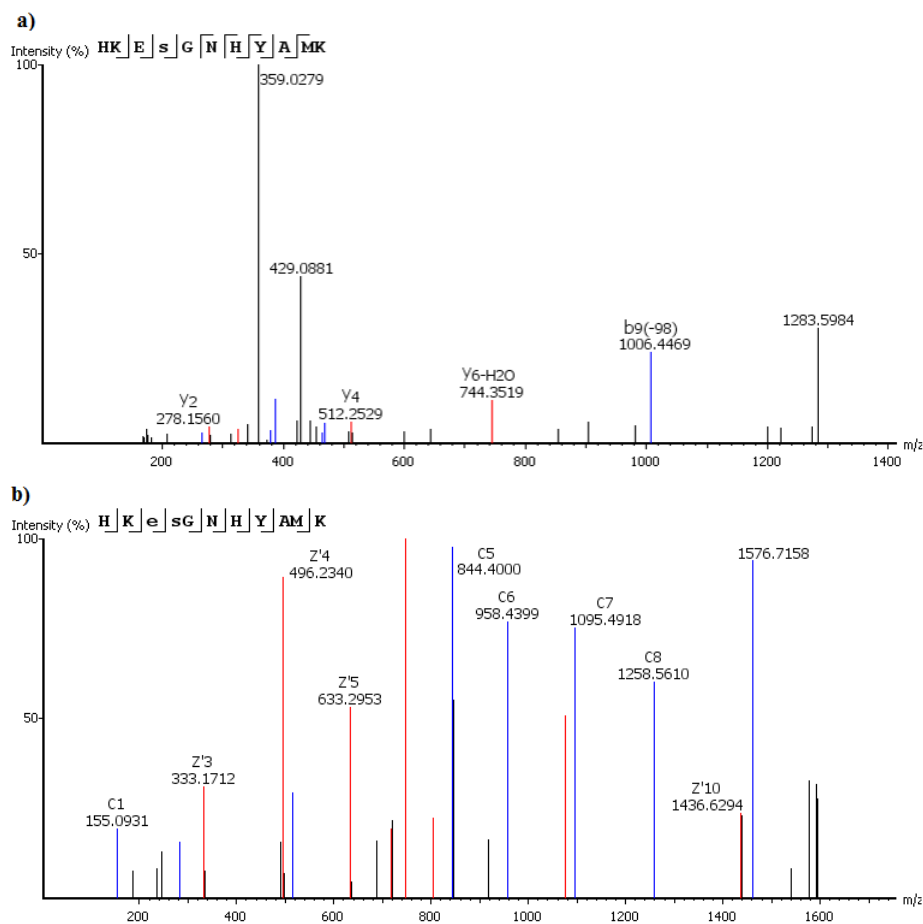 a)
Intensity (%) HK E s G N H Y A MK
100
359.0279
50
429.0881
1283.5984
b9(-98)
1006.4469
y6-H2O
744.3519
y2
278.1560
y4
512.2529
200 400 600 800 1000 1200 1400 m/z
b)
Intensity (%) H K e sG N H Y AM K
100
Z'4
496.2340
C5
844.4000
1576.7158
C6
958.4399
C7
1095.4918
C8
1258.5610
Z'5
633.2953
50
Z'3
333.1712
Z'10
1436.6294
C1
155.0931
200 400 600 800 1000 1200 1400 1600 m/z